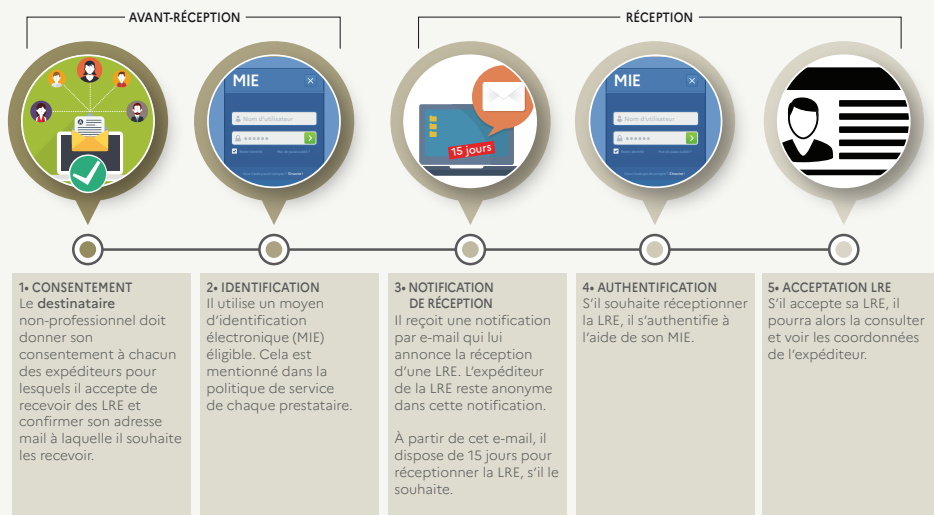 AVANT-RÉCEPTION
RÉCEPTION
MIE
Nom d'utilisateur
MIE
Nom d'utilisateur
15 jours
1• CONSENTEMENT
Le destinataire
non-professionnel doit
donner son
consentement à chacun
des expéditeurs pour
lesquels il accepte de
recevoir des LRE et
confirmer son adresse
mail à laquelle il souhaite
les recevoir.
2• IDENTIFICATION
Il utilise un moyen
d'identification
électronique (MIE)
éligible. Cela est
mentionné dans la
politique de service
de chaque prestataire.
3• NOTIFICATION
DE RÉCEPTION
Il reçoit une notification
par e-mail qui lui
annonce la réception
d'une LRE. L'expéditeur
de la LRE reste anonyme
dans cette notification.
À partir de cet e-mail, il
dispose de 15 jours pour
réceptionner la LRE, s'il le
souhaite.
4• AUTHENTIFICATION
S'il souhaite réceptionner
la LRE, il s'authentifie à
l'aide de son MIE.
5• ACCEPTATION LRE
S'il accepte sa LRE, il
pourra alors la consulter
et voir les coordonnées
de l'expéditeur.